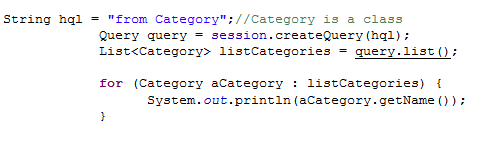 String hql = "from Category";//Category is a class
Query query = session.createQuery(hql);
List<Category> listCategories = query.list();
for (Category aCategory : listCategories) {
System.out.println(aCategory.getName());
}